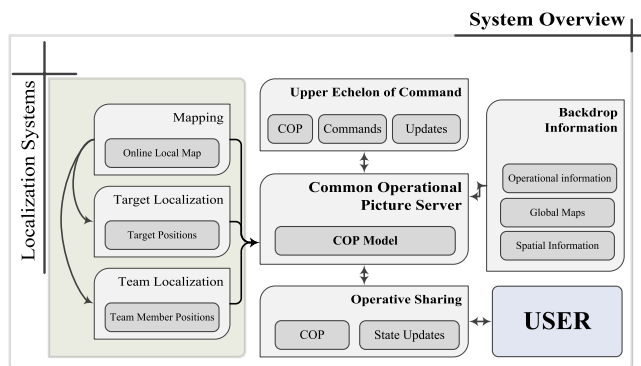 System Overview
Localization Systems
Mapping
Online Local Map
Target Localization
Target Positions
Team Localization
Team Member Positions
Upper Echelon of Command
COP
Commands
Updates
Common Operational
Picture Server
COP Model
Operative Sharing
COP
State Updates
Backdrop
Information
Operational information
Global Maps
Spatial Information
USER